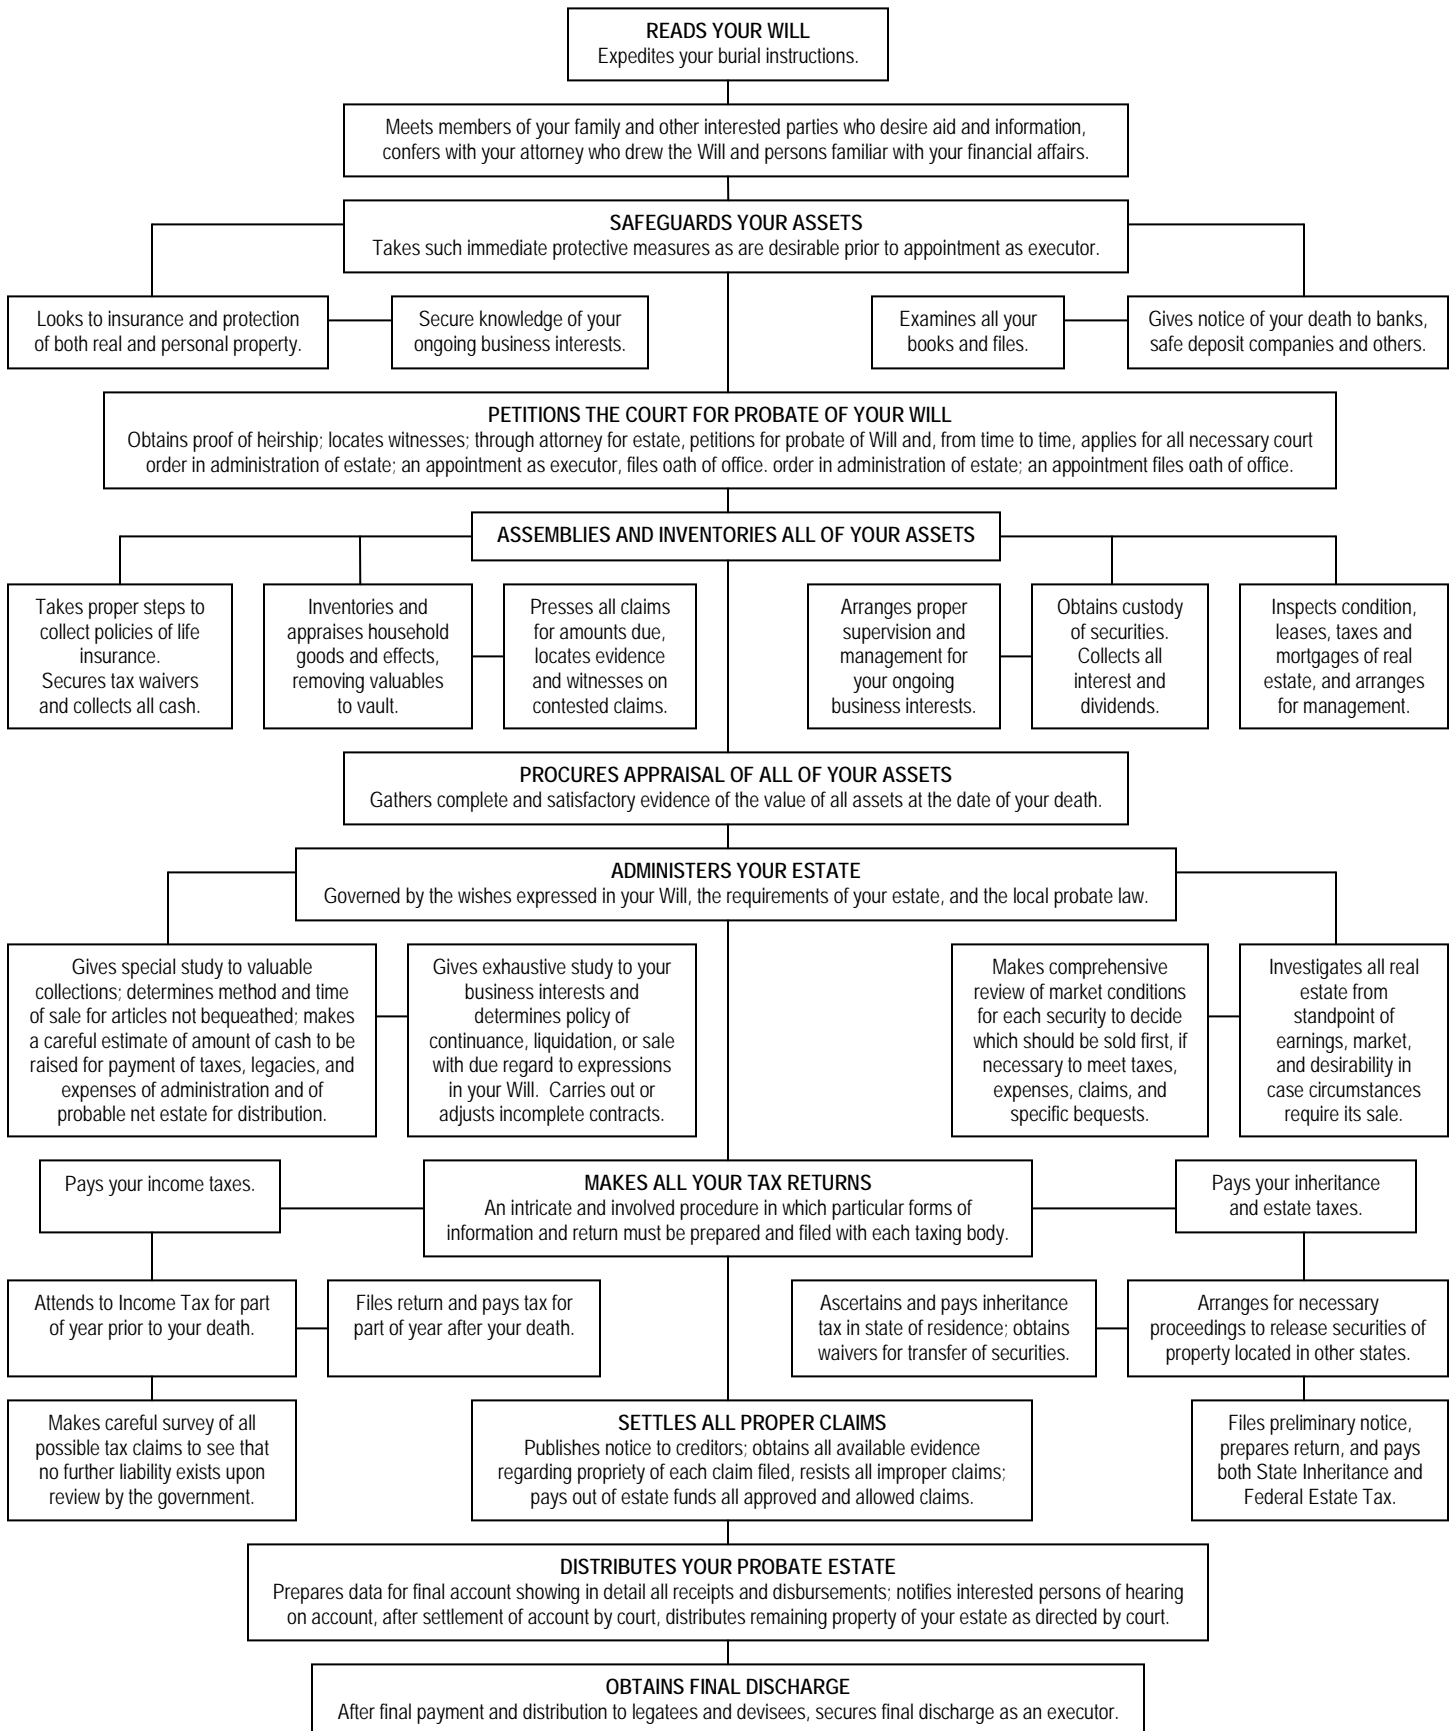 READS YOUR WILL
Expedites your burial instructions.
Meets members of your family and other interested parties who desire aid and information,
confers with your attorney who drew the Will and persons familiar with your financial affairs.
SAFEGUARDS YOUR ASSETS
Takes such immediate protective measures as are desirable prior to appointment as executor.
Looks to insurance and protection
of both real and personal property.
Secure knowledge of your
ongoing business interests.
Examines all your
books and files.
Gives notice of your death to banks,
safe deposit companies and others.
PETITIONS THE COURT FOR PROBATE OF YOUR WILL
Obtains proof of heirship; locates witnesses; through attorney for estate, petitions for probate of Will and, from time to time, applies for all necessary court
order in administration of estate; an appointment as executor, files oath of office. order in administration of estate; an appointment files oath of office.
ASSEMBLIES AND INVENTORIES ALL OF YOUR ASSETS
Takes proper steps to
collect policies of life
insurance.
Secures tax waivers
and collects all cash.
Inventories and
appraises household
goods and effects,
removing valuables
to vault.
Presses all claims
for amounts due,
locates evidence
and witnesses on
contested claims.
Arranges proper
supervision and
management for
your ongoing
business interests.
Obtains custody
of securities.
Collects all
interest and
dividends.
Inspects condition,
leases, taxes and
mortgages of real
estate, and arranges
for management.
PROCURES APPRAISAL OF ALL OF YOUR ASSETS
Gathers complete and satisfactory evidence of the value of all assets at the date of your death.
ADMINISTERS YOUR ESTATE
Governed by the wishes expressed in your Will, the requirements of your estate, and the local probate law.
Gives special study to valuable
collections; determines method and time
of sale for articles not bequeathed; makes
a careful estimate of amount of cash to be
raised for payment of taxes, legacies, and
expenses of administration and of
probable net estate for distribution.
Gives exhaustive study to your
business interests and
determines policy of
continuance, liquidation, or sale
with due regard to expressions
in your Will. Carries out or
adjusts incomplete contracts.
Makes comprehensive
review of market conditions
for each security to decide
which should be sold first, if
necessary to meet taxes,
expenses, claims, and
specific bequests.
Investigates all real
estate from
standpoint of
earnings, market,
and desirability in
case circumstances
require its sale.
Pays your income taxes.
MAKES ALL YOUR TAX RETURNS
An intricate and involved procedure in which particular forms of
information and return must be prepared and filed with each taxing body.
Pays your inheritance
and estate taxes.
Attends to Income Tax for part
of year prior to your death.
Files return and pays tax for
part of year after your death.
Ascertains and pays inheritance
tax in state of residence; obtains
waivers for transfer of securities.
Arranges for necessary
proceedings to release securities of
property located in other states.
Makes careful survey of all
possible tax claims to see that
no further liability exists upon
review by the government.
SETTLES ALL PROPER CLAIMS
Publishes notice to creditors; obtains all available evidence
regarding propriety of each claim filed, resists all improper claims;
pays out of estate funds all approved and allowed claims.
Files preliminary notice,
prepares return, and pays
both State Inheritance and
Federal Estate Tax.
DISTRIBUTES YOUR PROBATE ESTATE
Prepares data for final account showing in detail all receipts and disbursements; notifies interested persons of hearing
on account, after settlement of account by court, distributes remaining property of your estate as directed by court.
OBTAINS FINAL DISCHARGE
After final payment and distribution to legatees and devisees, secures final discharge as an executor.